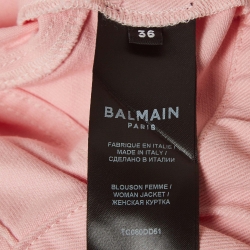 36
BALMAIN
PARIS
FABRIQUE EN ITALIE /
MADE IN ITALY /
СДЕЛАНО В ИТАЛИИ
BLOUSON FEMME /
WOMAN JACKET /
ЖЕНСКАЯ КУРТКА